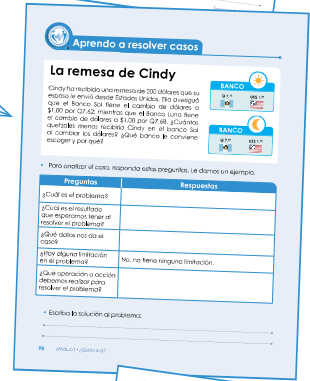 Aprendo a resolver casos
La remesa de Cindy
Cindy ha recibido una remesa de 200 dólares que su
esposo le envió desde Estados Unidos. Ella averiguó
que el Banco Sol tiene el cambio de dólares a
$1.00 por Q7.62; mientras que el Banco Luna tiene
el cambio de dólares a $1.00 por Q7.68. ¿Cuántos
quetzales menos recibiría Cindy en el banco Sol
al cambiar los dólares? ¿Qué banco le conviene
escoger y por qué?
BANCO
BANCO
• Para analizar el caso, responda estas preguntas. Le damos un ejemplo.
Preguntas Respuestas
¿Cuál es el problema?
¿Cuál es el resultado
que esperamos tener al
resolver el problema?
¿Qué datos nos da el
caso?
¿Hay alguna limitación
en el problema? No, no tiene ninguna limitación.
¿Qué operación o acción
debemos realizar para
resolver el problema?
• Escriba la solución al problema: